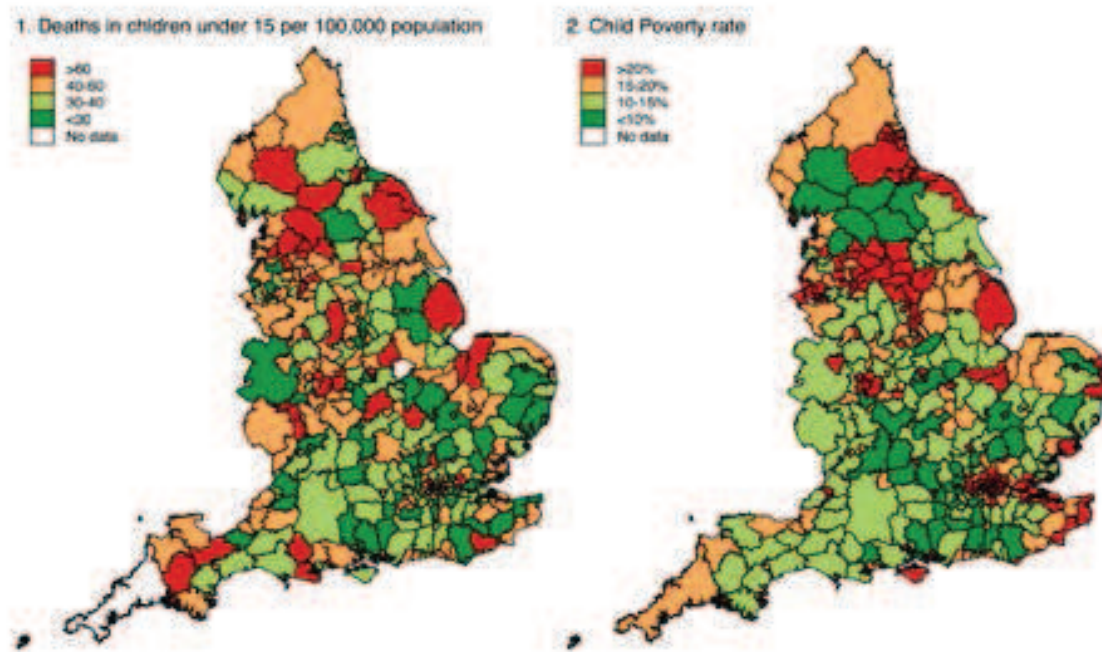 1. Deaths in children under 15 per 100,000 population
>60
40-60
30-40
<30
No data
2. Child Poverty rate
>20%
15-20%
10-15%
<10%
No data